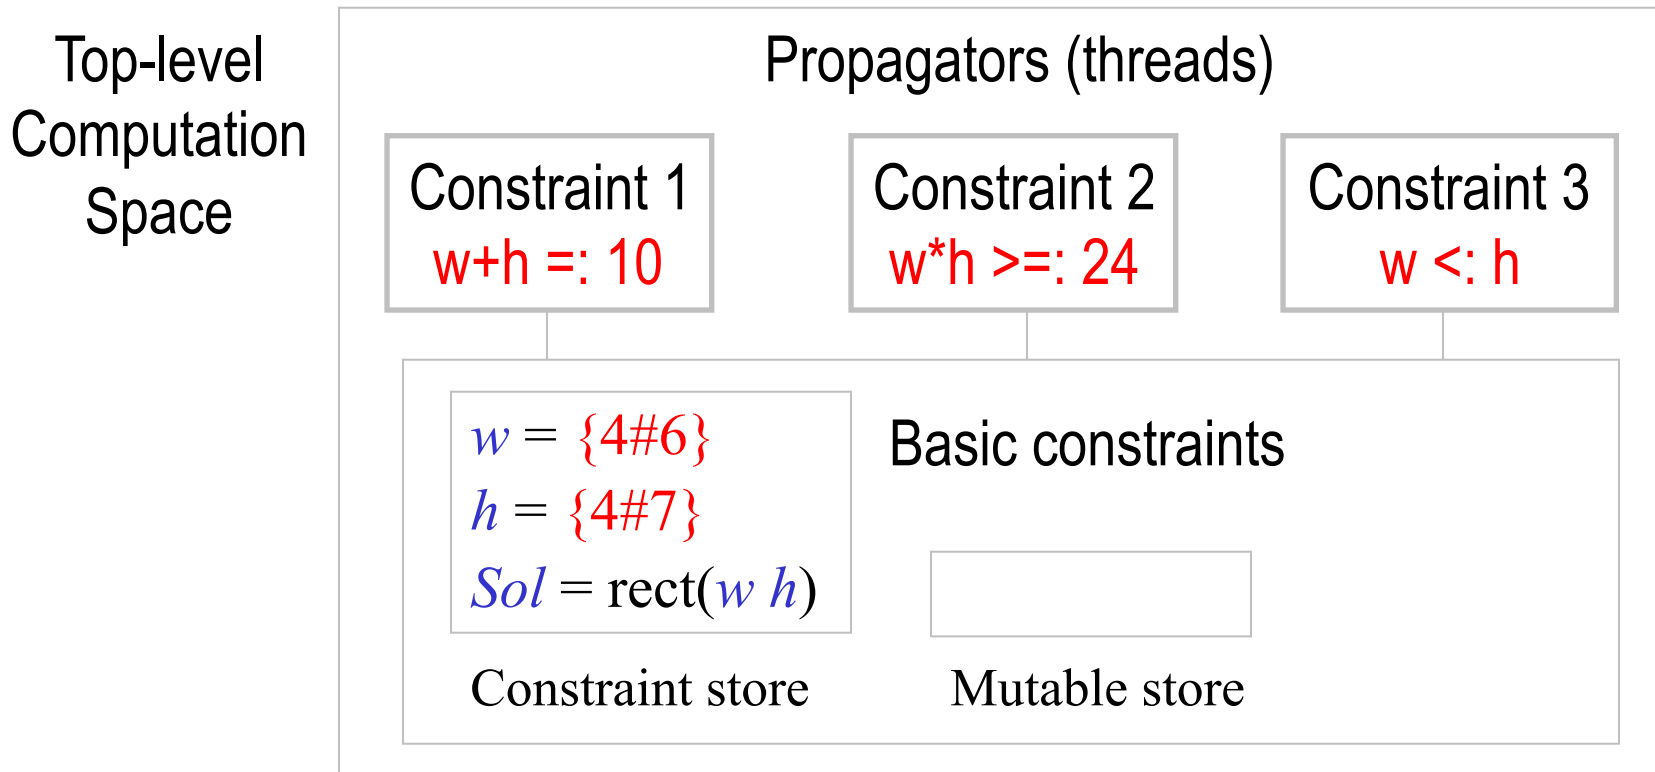 Top-level
Computation
Space
Propagators (threads)
Constraint 1
w+h =: 10
Constraint 2
w*h >=: 24
Constraint 3
w <: h
w = {4#6}
h = {4#7}
Sol = rect(w h)
Constraint store
Basic constraints
Mutable store